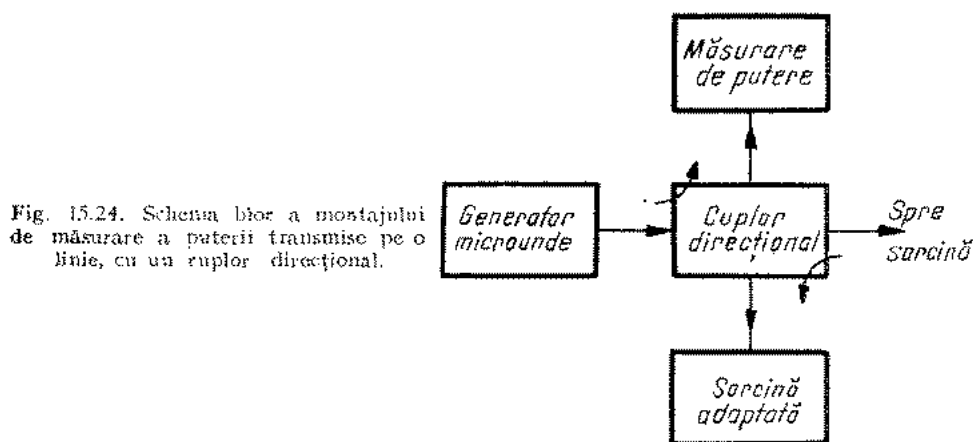 Fig. 15.24. Schema bloc a montajului
de măsurare a puterii transmise pe o
linie, cu un cuplor direcțional.
Măsurare
de putere
Generator
microunde
Cuplor
direcțional
Spre
sarcină
Sarcină
adaptată